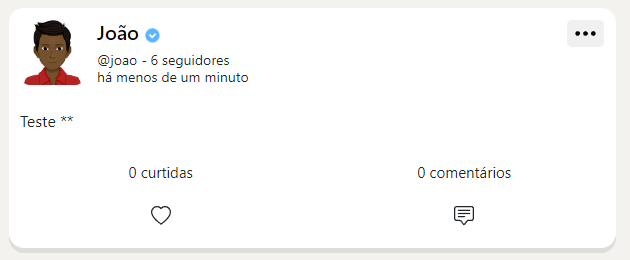 João
@joao - 6 seguidores
há menos de um minuto
Teste **
0 curtidas
0 comentários